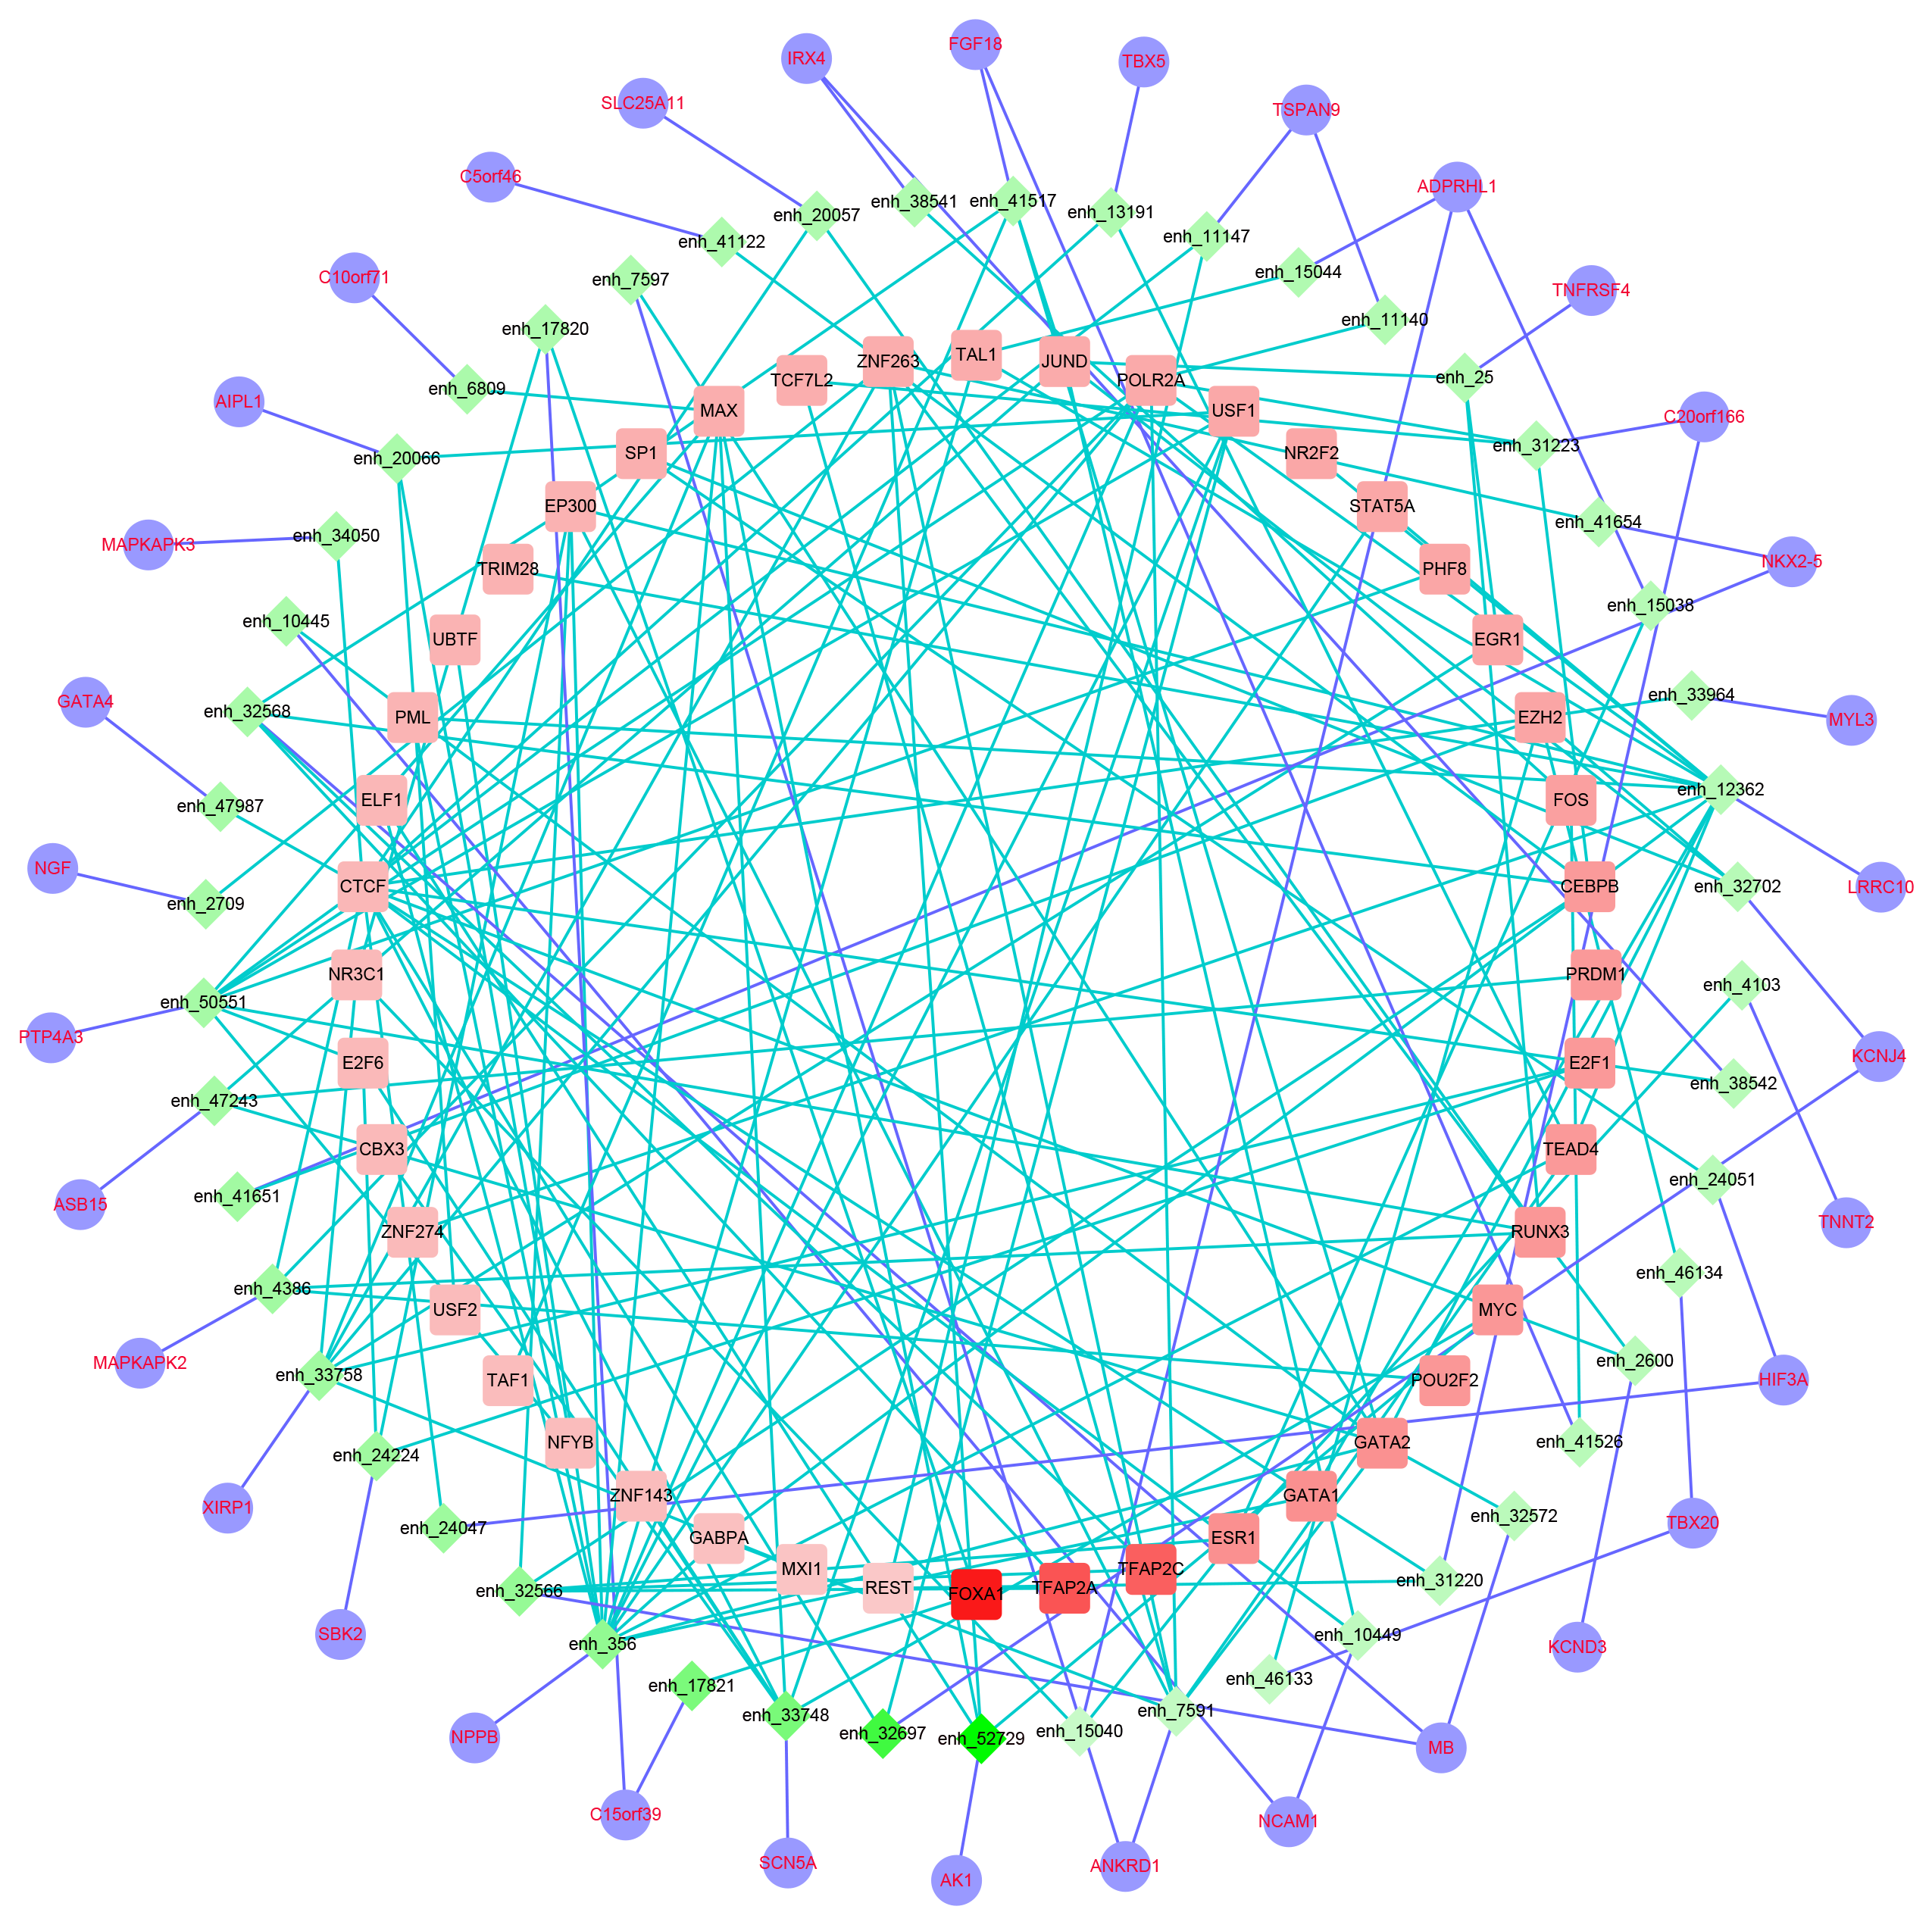 FGF18
IRX4
TBX5
SLC25A11
TSPAN9
C5orf46
ADPRHL1
enh_38541
enh_41517
enh_13191
enh_20057
enh_11147
enh_41122
enh_15044
C10orf71
enh_7597
TNFRSF4
enh_17820
enh_11140
TAL1
ZNF263
JUND
TCF7L2
POLR2A
enh_25
enh_6809
AIPL1
MAX
USF1
C20orf166
enh_31223
SP1
NR2F2
enh_20066
EP300
STAT5A
enh_41654
enh_34050
MAPKAPK3
NKX2-5
TRIM28
PHF8
enh_15038
enh_10445
UBTF
EGR1
enh_33964
GATA4
enh_32568
PML
EZH2
MYL3
enh_12362
ELF1
FOS
enh_47987
NGF
CTCF
CEBPB
enh_32702
LRRC10
enh_2709
NR3C1
PRDM1
enh_4103
enh_50551
PTP4A3
E2F6
E2F1
KCNJ4
enh_38542
enh_47243
CBX3
TEAD4
enh_24051
enh_41651
ASB15
TNNT2
ZNF274
RUNX3
enh_46134
enh_4386
USF2
MYC
MAPKAPK2
enh_33758
enh_2600
TAF1
POU2F2
HIF3A
NFYB
GATA2
enh_41526
enh_24224
ZNF143
GATA1
XIRP1
enh_24047
enh_32572
TBX20
GABPA
ESR1
MXI1
TFAP2C
REST
FOXA1
TFAP2A
enh_32566
enh_31220
SBK2
enh_356
enh_10449
KCND3
enh_46133
enh_17821
enh_7591
enh_33748
enh_32697
enh_52729
enh_15040
NPPB
MB
C15orf39
NCAM1
SCN5A
ANKRD1
AK1